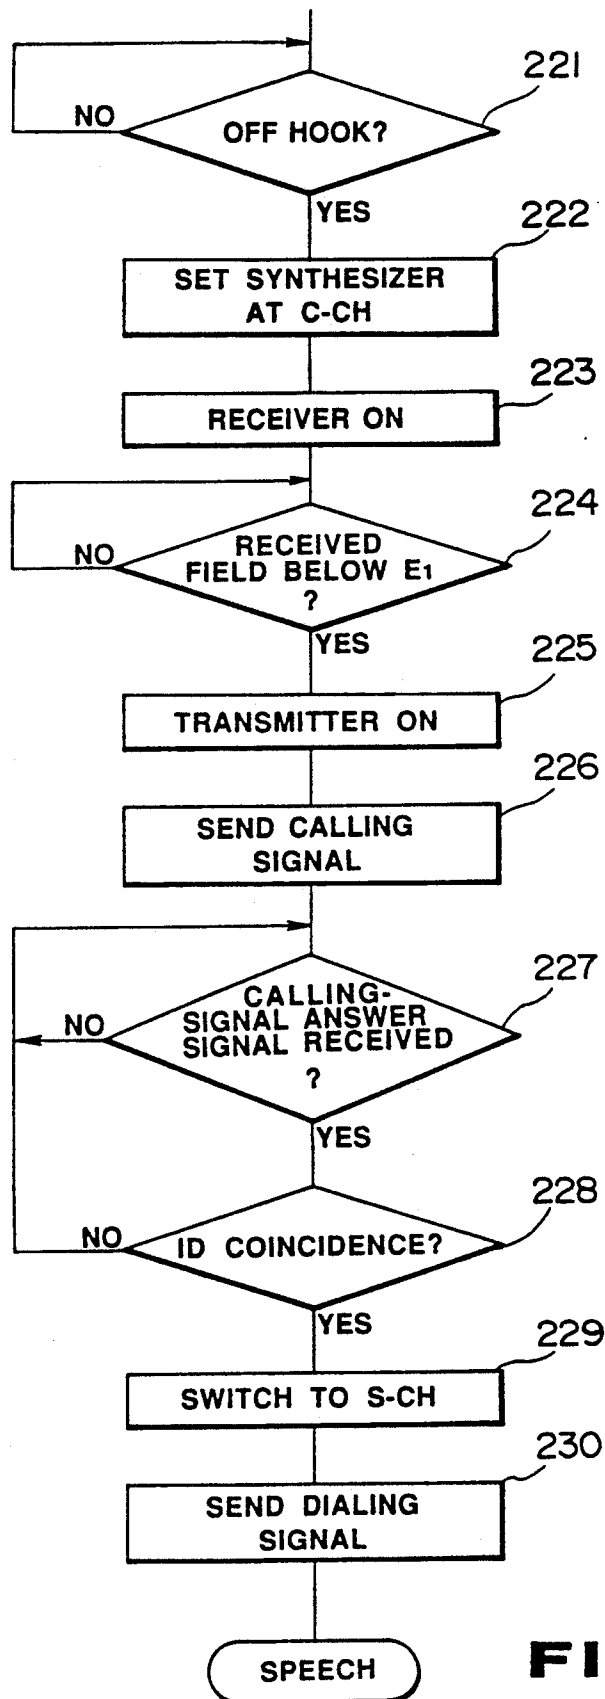 221
OFF HOOK?
NO
YES
222
SET SYNTHESIZER
AT C-CH
223
RECEIVER ON
224
RECEIVED
FIELD BELOW E1
?
NO
YES
225
TRANSMITTER ON
226
SEND CALLING
SIGNAL
227
CALLING-
SIGNAL ANSWER
SIGNAL RECEIVED
?
NO
YES
228
ID COINCIDENCE?
NO
YES
229
SWITCH TO S-CH
230
SEND DIALING
SIGNAL
SPEECH
FI